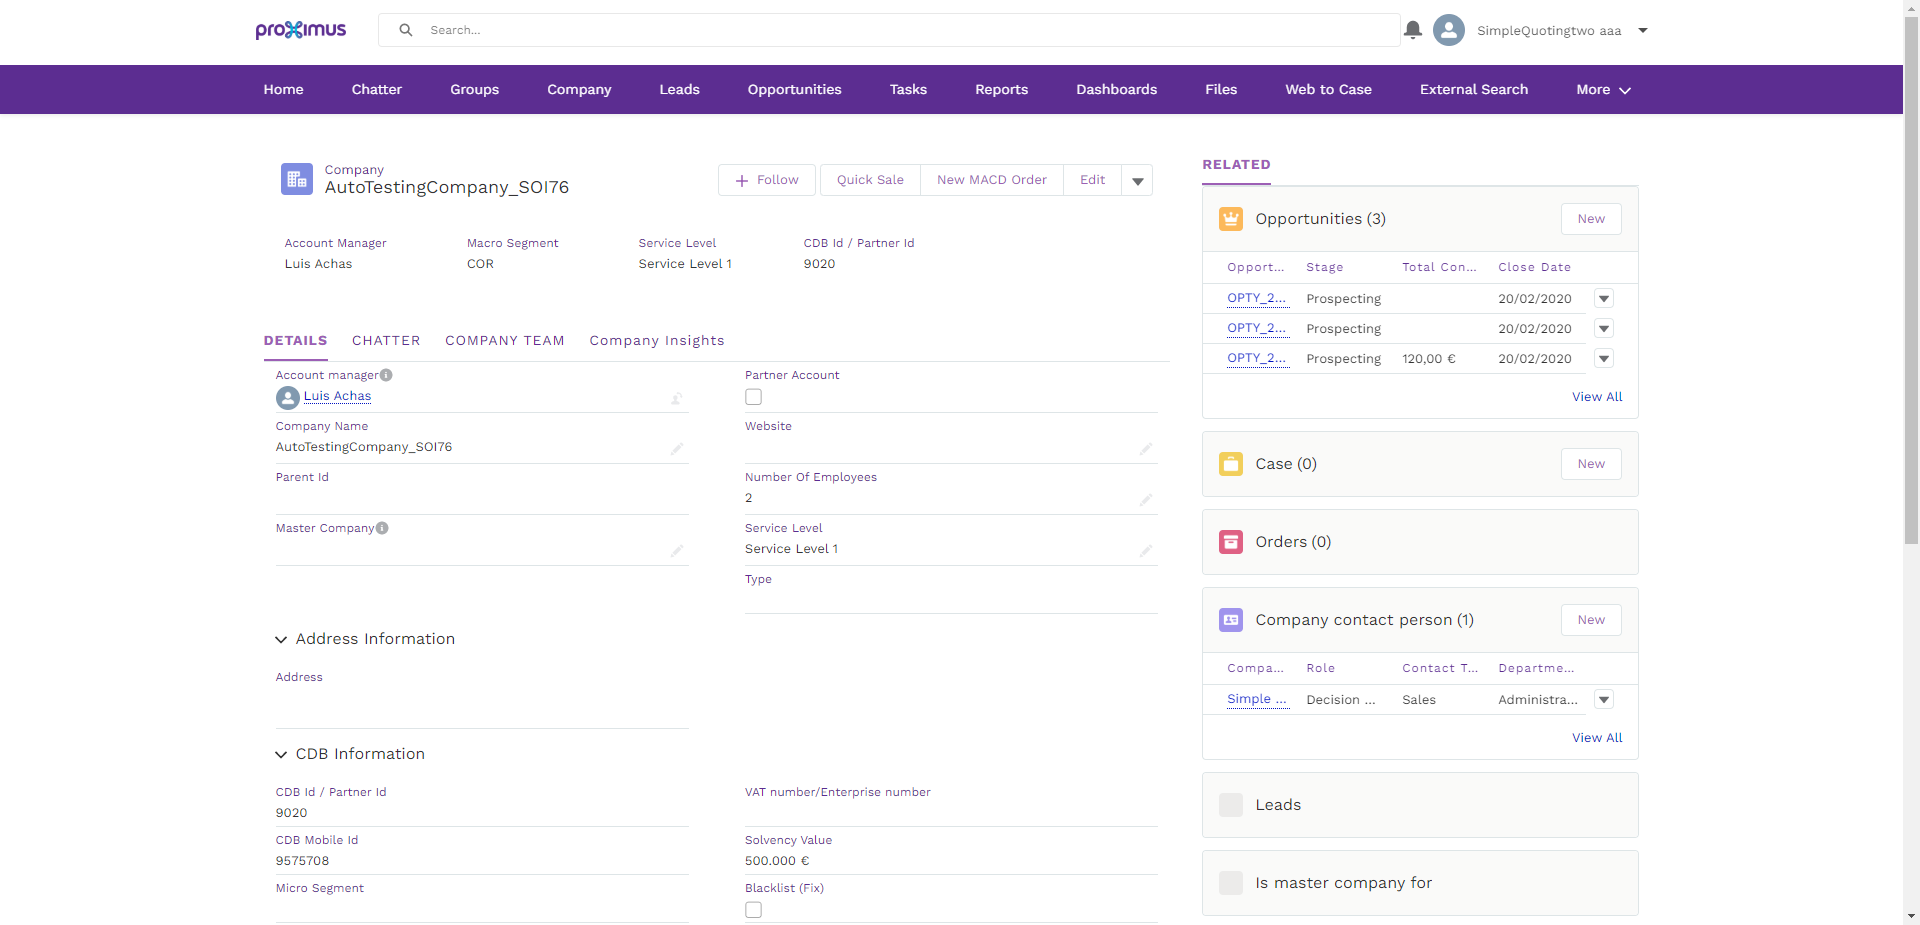 proximus
Search...
SimpleQuotingtwo aaa
Home Chatter Groups Company Leads Opportunities Tasks Reports Dashboards Files Web to Case External Search More
Company
AutoTestingCompany_SOI76
Follow Quick Sale New MACD Order Edit
Account Manager Macro Segment Service Level CDB Id / Partner Id
Luis Achas COR Service Level 1 9020
DETAILS CHATTER COMPANY TEAM Company Insights
Account manager
Luis Achas
Partner Account
Company Name
AutoTestingCompany_SOI76
Website
Parent Id
Number Of Employees
2
Master Company
Service Level
Service Level 1
Type
Address Information
Address
CDB Information
CDB Id / Partner Id
9020
VAT number/Enterprise number
CDB Mobile Id
9575708
Solvency Value
500.000 €
Micro Segment
Blacklist (Fix)
RELATED
Opportunities (3) New
Opport... Stage Total Con... Close Date
OPTY_2... Prospecting 20/02/2020
OPTY_2... Prospecting 20/02/2020
OPTY_2... Prospecting 120,00 € 20/02/2020
View All
Case (0) New
Orders (0)
Company contact person (1) New
Compa... Role Contact T... Departme...
Simple ... Decision ... Sales Administra...
View All
Leads
Is master company for